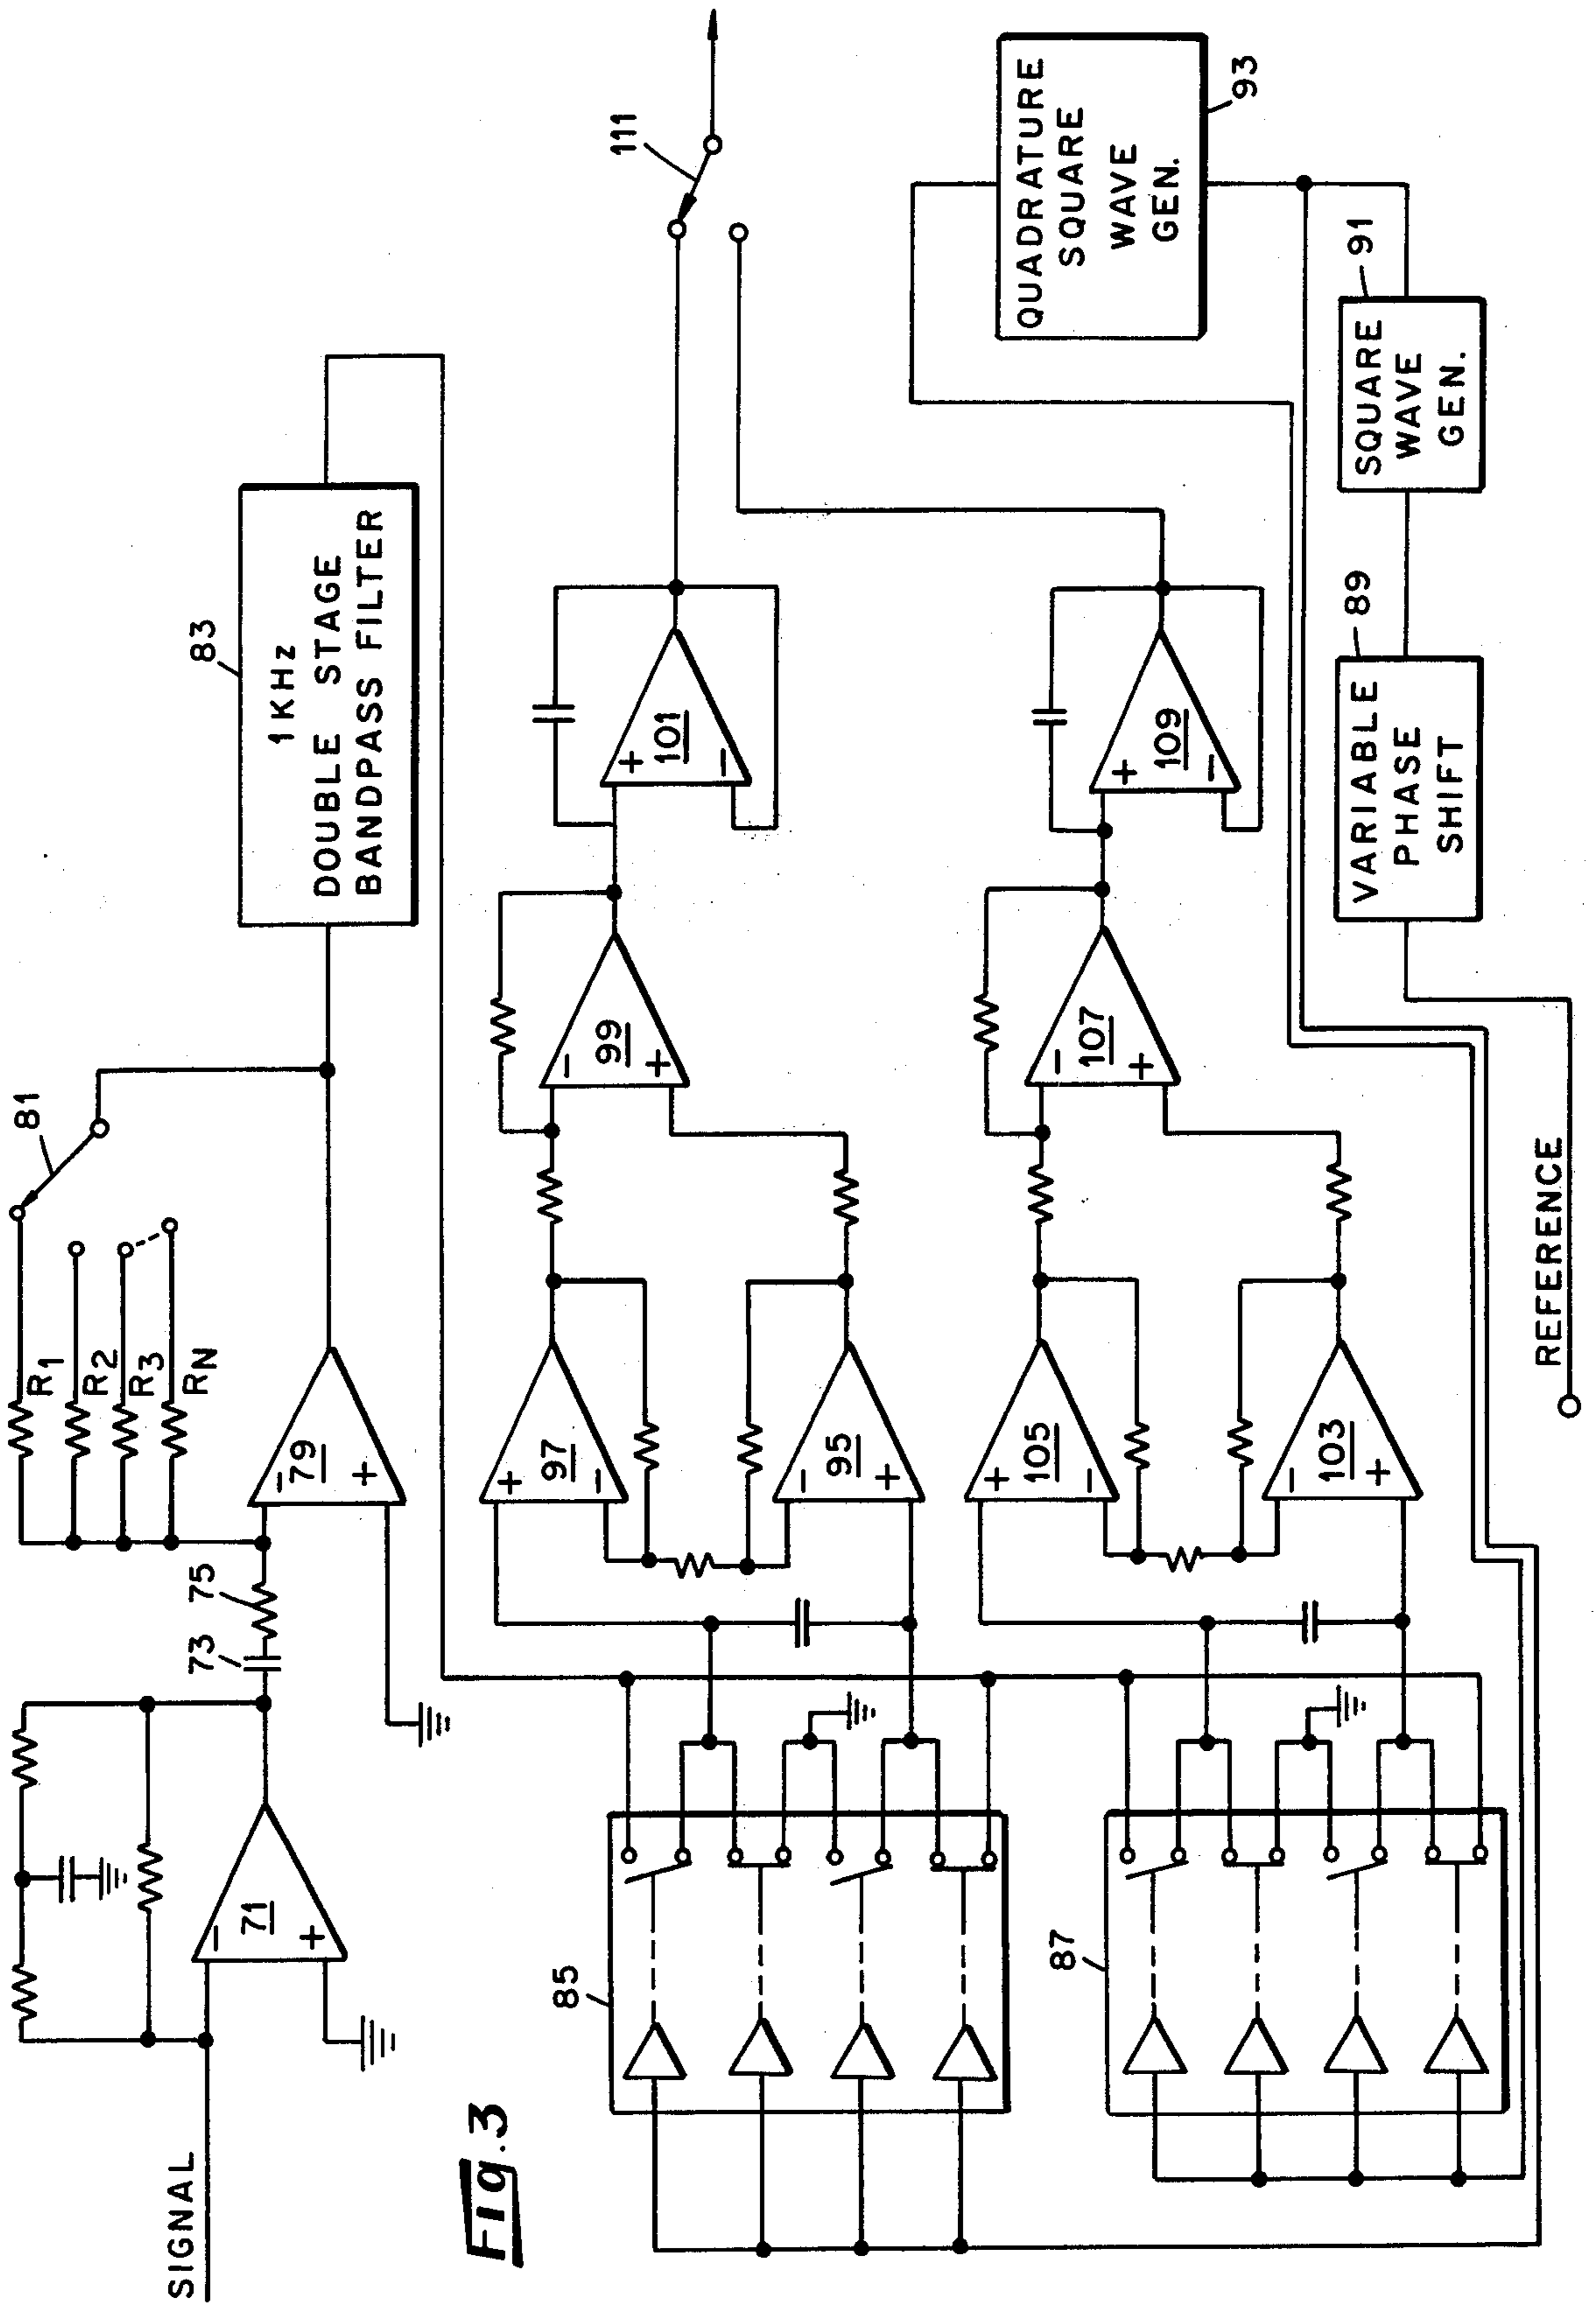 SIGNAL
71
−
+
73
75
79
−
+
R1
R2
R3
RN
81
83
1KHz
DOUBLE STAGE
BANDPASS FILTER
Fig.3
85
97
+
−
95
−
+
99
−
+
101
+
−
111
87
105
+
−
103
−
+
107
−
+
109
+
−
REFERENCE
89
VARIABLE
PHASE
SHIFT
91
SQUARE
WAVE
GEN.
93
QUADRATURE
SQUARE
WAVE
GEN.